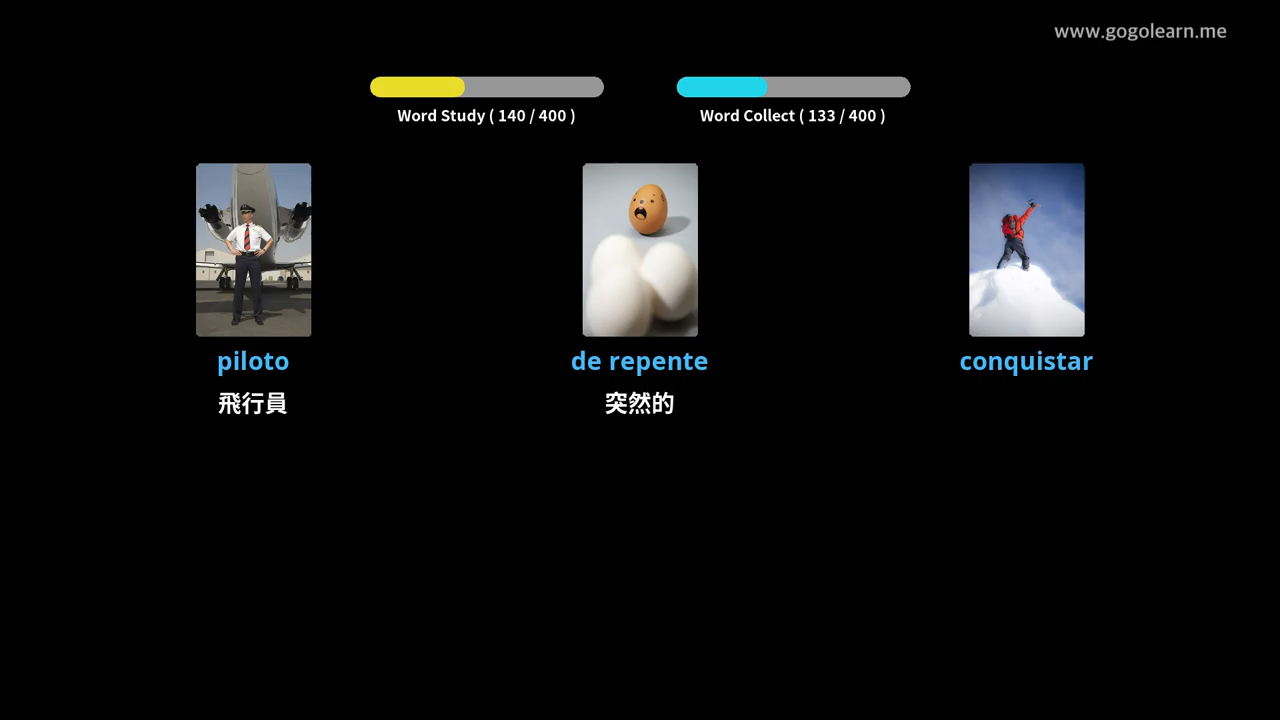 www.gogolearn.me
Word Study ( 140 / 400 )
Word Collect ( 133 / 400 )
piloto
飛行員
de repente
突然的
conquistar